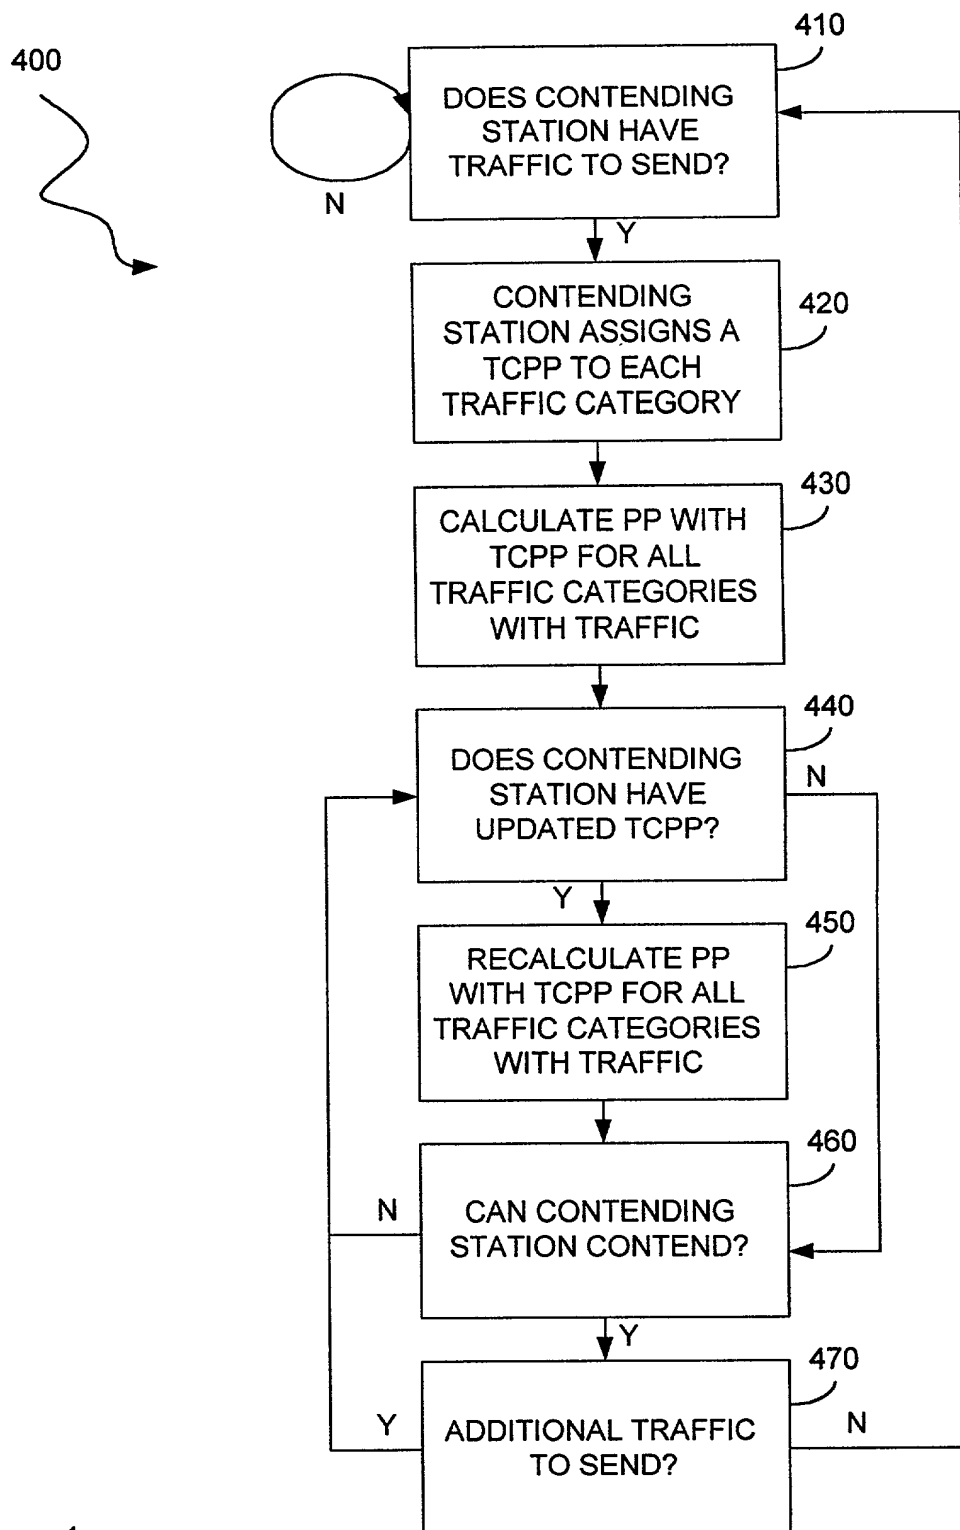 400
410
DOES CONTENDING
STATION HAVE
TRAFFIC TO SEND?
N
Y
420
CONTENDING
STATION ASSIGNS A
TCPP TO EACH
TRAFFIC CATEGORY
430
CALCULATE PP WITH
TCPP FOR ALL
TRAFFIC CATEGORIES
WITH TRAFFIC
440
DOES CONTENDING
STATION HAVE
UPDATED TCPP?
N
Y
450
RECALCULATE PP
WITH TCPP FOR ALL
TRAFFIC CATEGORIES
WITH TRAFFIC
460
N
CAN CONTENDING
STATION CONTEND?
Y
470
Y
ADDITIONAL TRAFFIC
TO SEND?
N